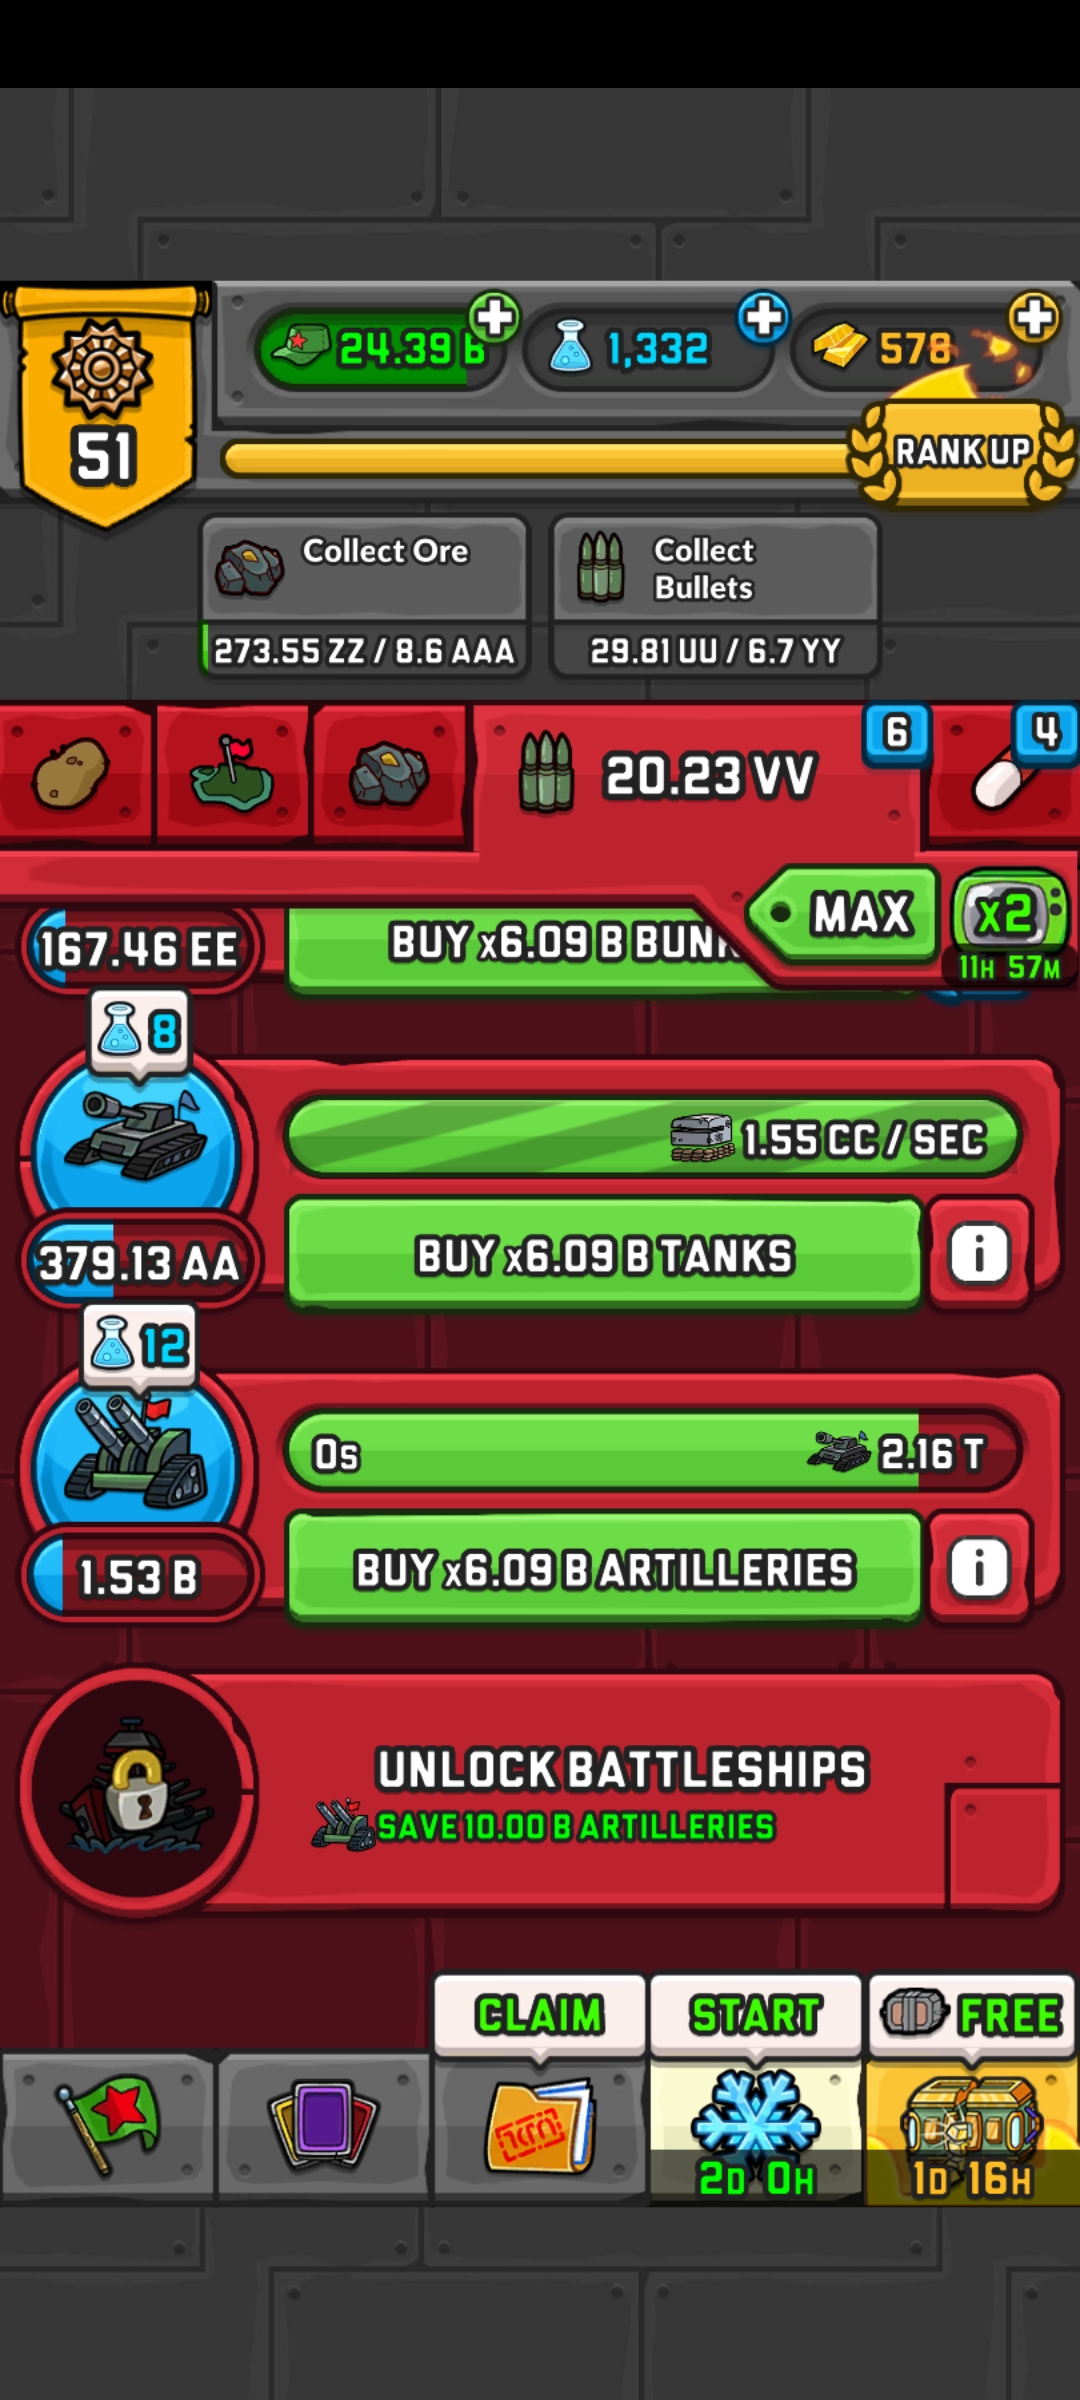 24.39 B
1,332
578
51
RANK UP
Collect Ore
273.55 ZZ / 8.6 AAA
Collect
Bullets
29.81 UU / 6.7 YY
20.23 VV
6
4
MAX
x2
11H 57M
167.46 EE
BUY x6.09 B
8
1.55 CC / SEC
379.13 AA
BUY x6.09 B TANKS
i
12
0s
2.16 T
1.53 B
BUY x6.09 B ARTILLERIES
i
UNLOCK BATTLESHIPS
SAVE 10.00 B ARTILLERIES
CLAIM
START
FREE
2D 0H
1D 16H